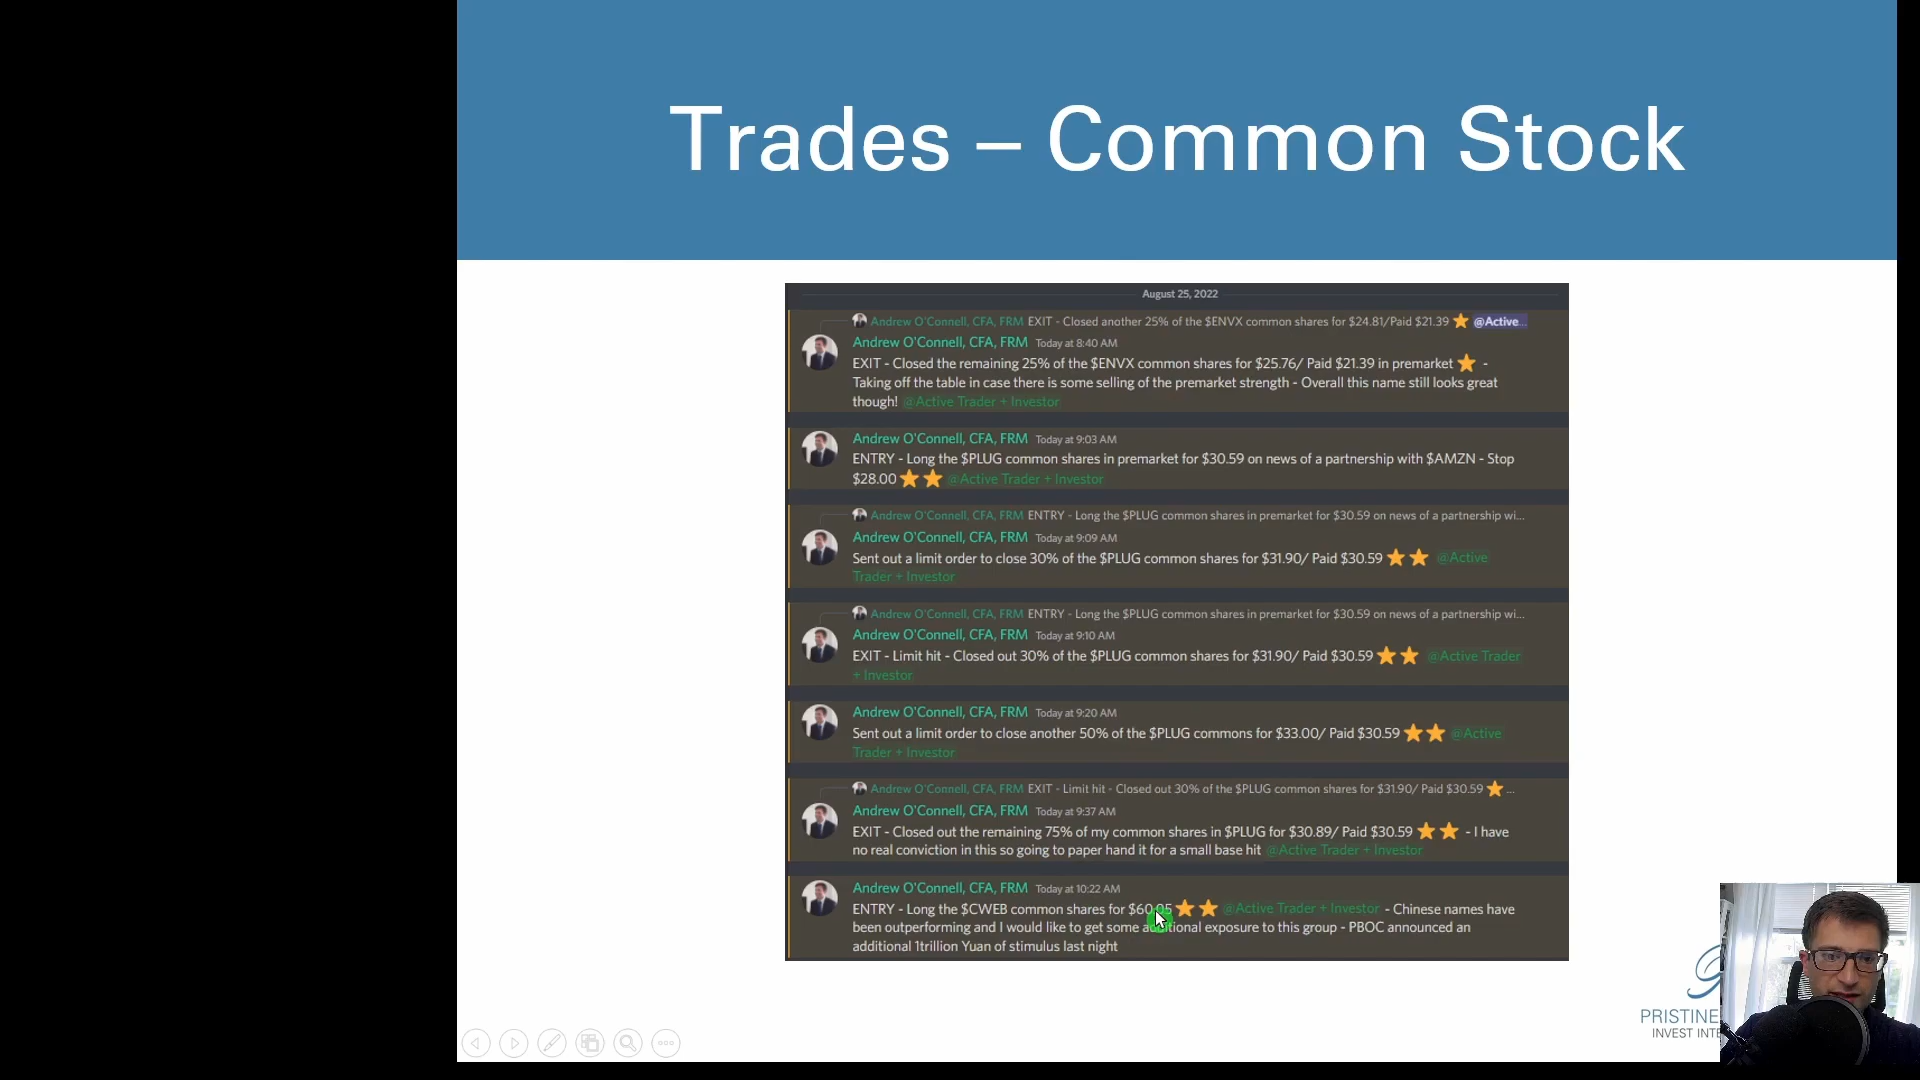 Trades – Common Stock
August 25, 2022
Andrew O'Connell, CFA, FRM EXIT - Closed another 25% of the $ENVX common shares for $24.81/Paid $21.39 ⭐ @Active...
Andrew O'Connell, CFA, FRM Today at 8:40 AM
EXIT - Closed the remaining 25% of the $ENVX common shares for $25.76/ Paid $21.39 in premarket ⭐ -
Taking off the table in case there is some selling of the premarket strength - Overall this name still looks great
though! @Active Trader + Investor
Andrew O'Connell, CFA, FRM Today at 9:03 AM
ENTRY - Long the $PLUG common shares in premarket for $30.59 on news of a partnership with $AMZN - Stop
$28.00 ⭐ ⭐ @Active Trader + Investor
Andrew O'Connell, CFA, FRM ENTRY - Long the $PLUG common shares in premarket for $30.59 on news of a partnership wi...
Andrew O'Connell, CFA, FRM Today at 9:09 AM
Sent out a limit order to close 30% of the $PLUG common shares for $31.90/ Paid $30.59 ⭐ ⭐ @Active
Trader + Investor
Andrew O'Connell, CFA, FRM ENTRY - Long the $PLUG common shares in premarket for $30.59 on news of a partnership wi...
Andrew O'Connell, CFA, FRM Today at 9:10 AM
EXIT - Limit hit - Closed out 30% of the $PLUG common shares for $31.90/ Paid $30.59 ⭐ ⭐ @Active Trader
+ Investor
Andrew O'Connell, CFA, FRM Today at 9:20 AM
Sent out a limit order to close another 50% of the $PLUG commons for $33.00/ Paid $30.59 ⭐ ⭐ @Active
Trader + Investor
Andrew O'Connell, CFA, FRM EXIT - Limit hit - Closed out 30% of the $PLUG common shares for $31.90/ Paid $30.59 ⭐ ...
Andrew O'Connell, CFA, FRM Today at 9:37 AM
EXIT - Closed out the remaining 75% of my common shares in $PLUG for $30.89/ Paid $30.59 ⭐ ⭐ - I have
no real conviction in this so going to paper hand it for a small base hit @Active Trader + Investor
Andrew O'Connell, CFA, FRM Today at 10:22 AM
ENTRY - Long the $CWEB common shares for ⭐ ⭐ @Active Trader + Investor - Chinese names have
been outperforming and I would like to get some additional exposure to this group - PBOC announced an
additional 1trillion Yuan of stimulus last night
PRISTINE
INVEST